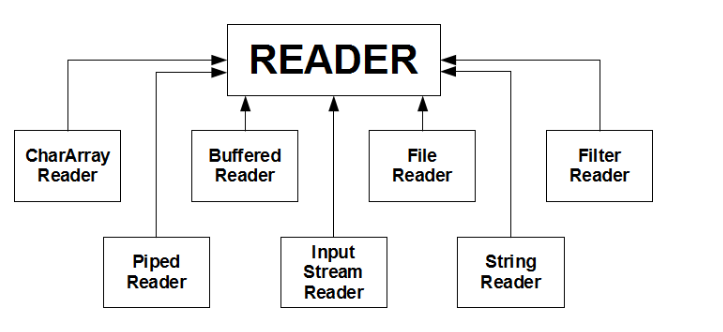 READER
CharArray
Reader
Buffered
Reader
File
Reader
Filter
Reader
Piped
Reader
Input
Stream
Reader
String
Reader